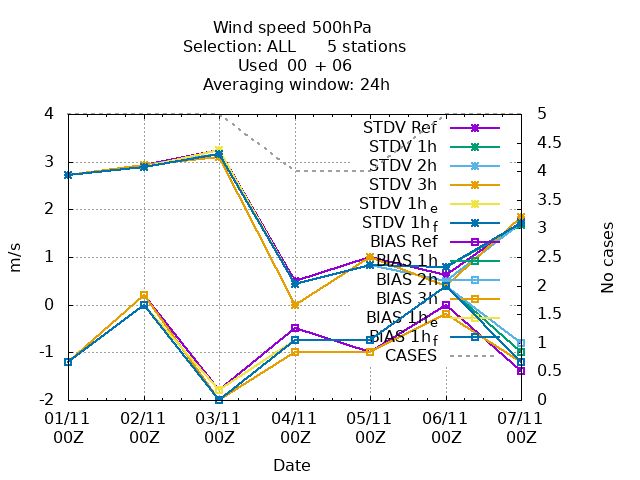 Wind speed 500hPa
Selection: ALL 5 stations
Used 00 + 06
Averaging window: 24h
4
3
2
1
0
-1
-2
m/s
5
4.5
4
3.5
3
2.5
2
1.5
1
0.5
0
No cases
STDV Ref
STDV 1h
STDV 2h
STDV 3h
STDV 1h e
STDV 1h f
BIAS Ref
BIAS 1h
BIAS 2h
BIAS 3h
BIAS 1h e
BIAS 1h f
CASES
01/11 02/11 03/11 04/11 05/11 06/11 07/11
00Z 00Z 00Z 00Z 00Z 00Z 00Z
Date